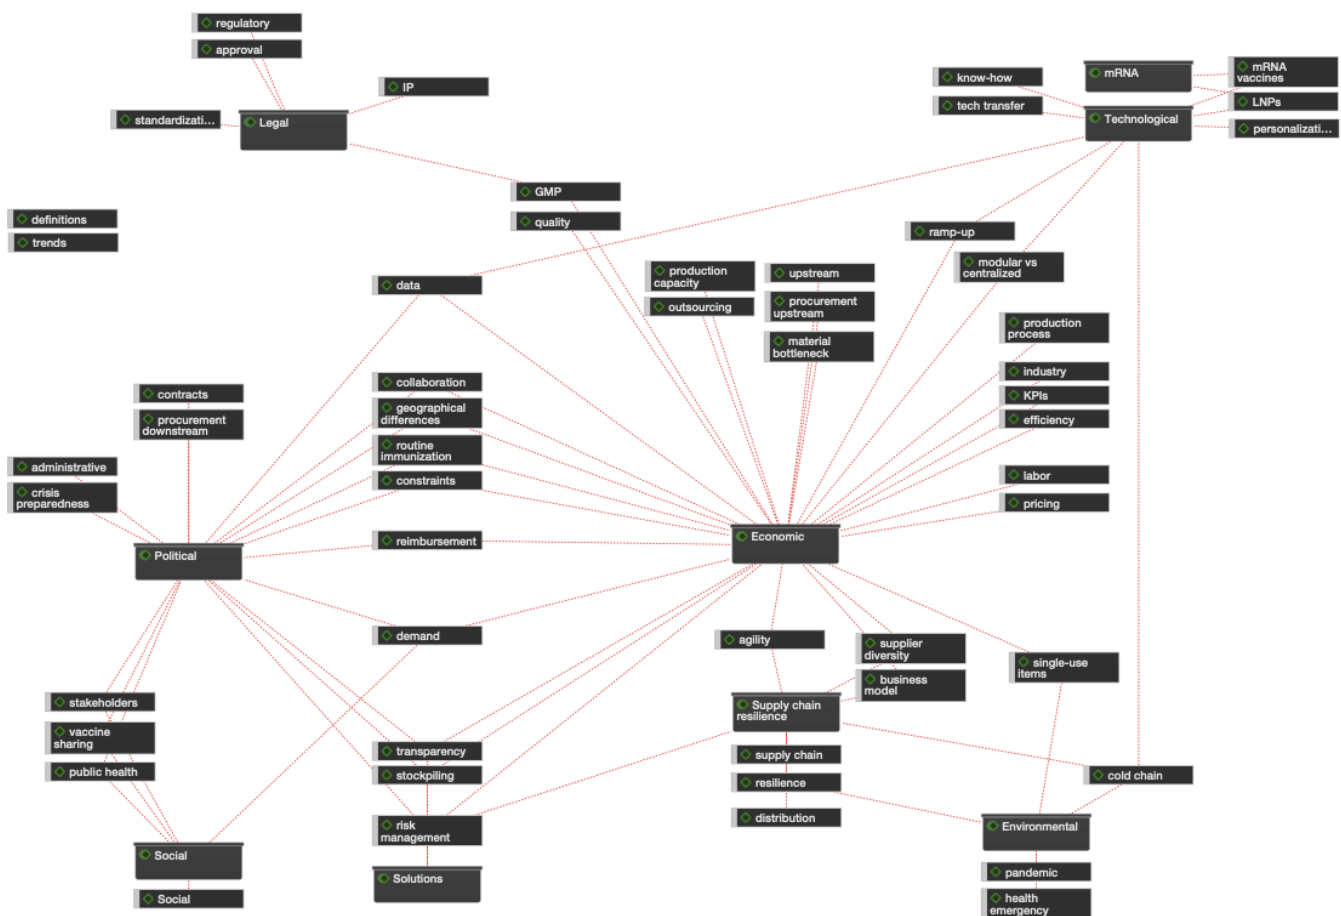 regulatory
approval
IP
standardizati...
Legal
know-how
tech transfer
mRNA
Technological
mRNA
vaccines
LNPs
personalizati...
GMP
quality
definitions
trends
data
production
capacity
outsourcing
upstream
procurement
upstream
material
bottleneck
ramp-up
modular vs
centralized
production
process
industry
KPIs
efficiency
labor
pricing
contracts
procurement
downstream
administrative
crisis
preparedness
collaboration
geographical
differences
routine
immunization
constraints
reimbursement
Political
Economic
demand
agility
supplier
diversity
business
model
single-use
items
stakeholders
vaccine
sharing
public health
Supply chain
resilience
transparency
stockpiling
risk
management
supply chain
resilience
distribution
cold chain
Environmental
pandemic
health
emergency
Social
Social
Solutions